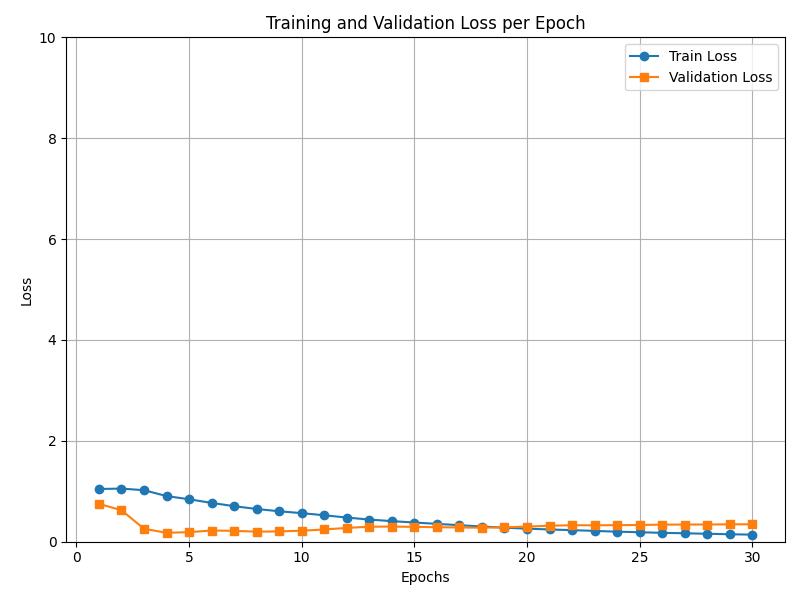 Training and Validation Loss per Epoch
Train Loss
Validation Loss
10
8
6
4
2
0
Loss
0 5 10 15 20 25 30
Epochs